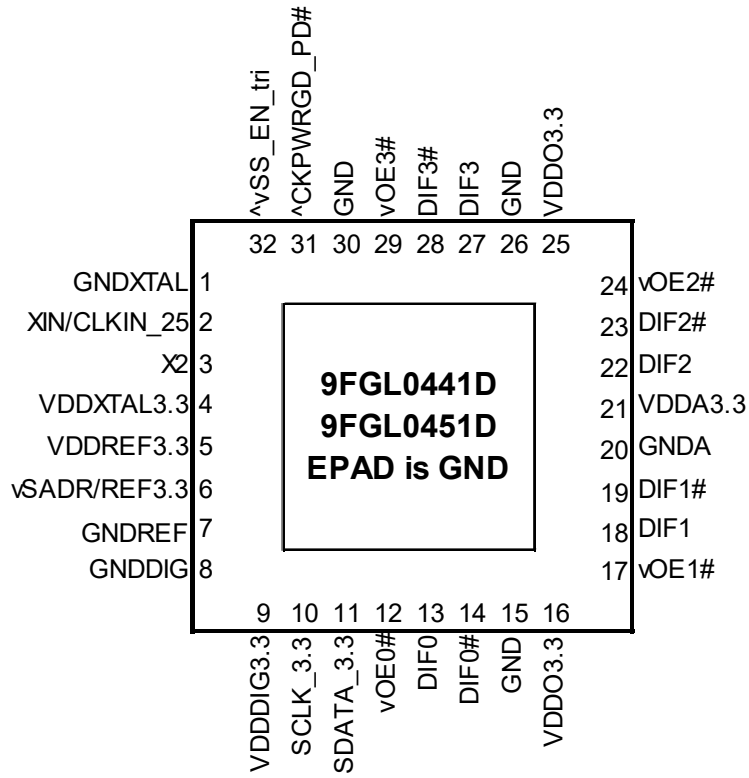 ^vSS_EN_tri
^CKPWRGD_PD#
GND
vOE3#
DIF3#
DIF3
GND
VDDO3.3
32 31 30 29 28 27 26 25
GNDXTAL 1
XIN/CLKIN_25 2
X2 3
VDDXTAL3.3 4
VDDREF3.3 5
vSADR/REF3.3 6
GNDREF 7
GNDDIG 8
9FGL0441D
9FGL0451D
EPAD is GND
24 vOE2#
23 DIF2#
22 DIF2
21 VDDA3.3
20 GNDA
19 DIF1#
18 DIF1
17 vOE1#
9 10 11 12 13 14 15 16
VDDDIG3.3
SCLK_3.3
SDATA_3.3
vOE0#
DIF0
DIF0#
GND
VDDO3.3